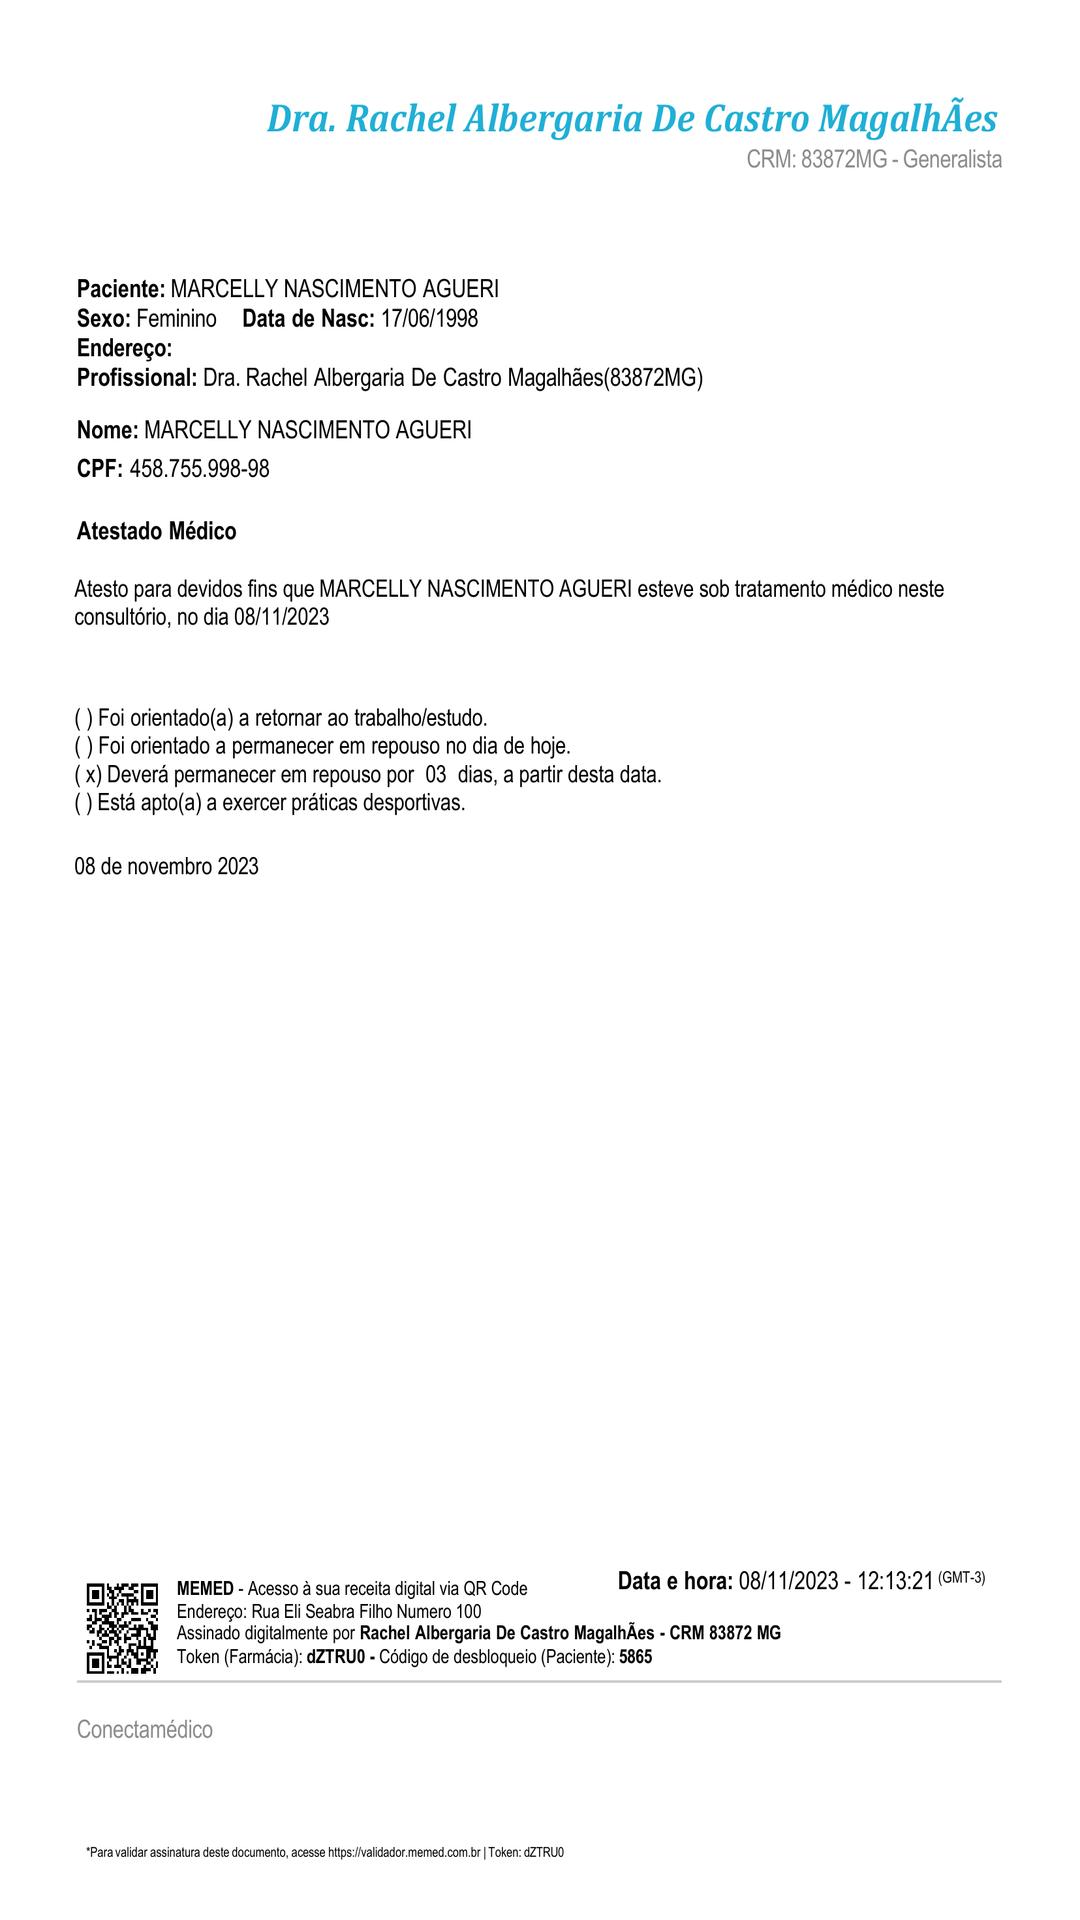 Dra. Rachel Albergaria De Castro MagalhÃes
CRM: 83872MG - Generalista
Paciente: MARCELLY NASCIMENTO AGUERI
Sexo: Feminino Data de Nasc: 17/06/1998
Endereço:
Profissional: Dra. Rachel Albergaria De Castro Magalhães(83872MG)
Nome: MARCELLY NASCIMENTO AGUERI
CPF: 458.755.998-98
Atestado Médico
Atesto para devidos fins que MARCELLY NASCIMENTO AGUERI esteve sob tratamento médico neste
consultório, no dia 08/11/2023
( ) Foi orientado(a) a retornar ao trabalho/estudo.
( ) Foi orientado a permanecer em repouso no dia de hoje.
( x) Deverá permanecer em repouso por 03 dias, a partir desta data.
( ) Está apto(a) a exercer práticas desportivas.
08 de novembro 2023
Data e hora: 08/11/2023 - 12:13:21 (GMT-3)
MEMED - Acesso à sua receita digital via QR Code
Endereço: Rua Eli Seabra Filho Numero 100
Assinado digitalmente por Rachel Albergaria De Castro MagalhÃes - CRM 83872 MG
Token (Farmácia): dZTRU0 - Código de desbloqueio (Paciente): 5865
Conectamédico
*Para validar assinatura deste documento, acesse https://validador.memed.com.br | Token: dZTRU0